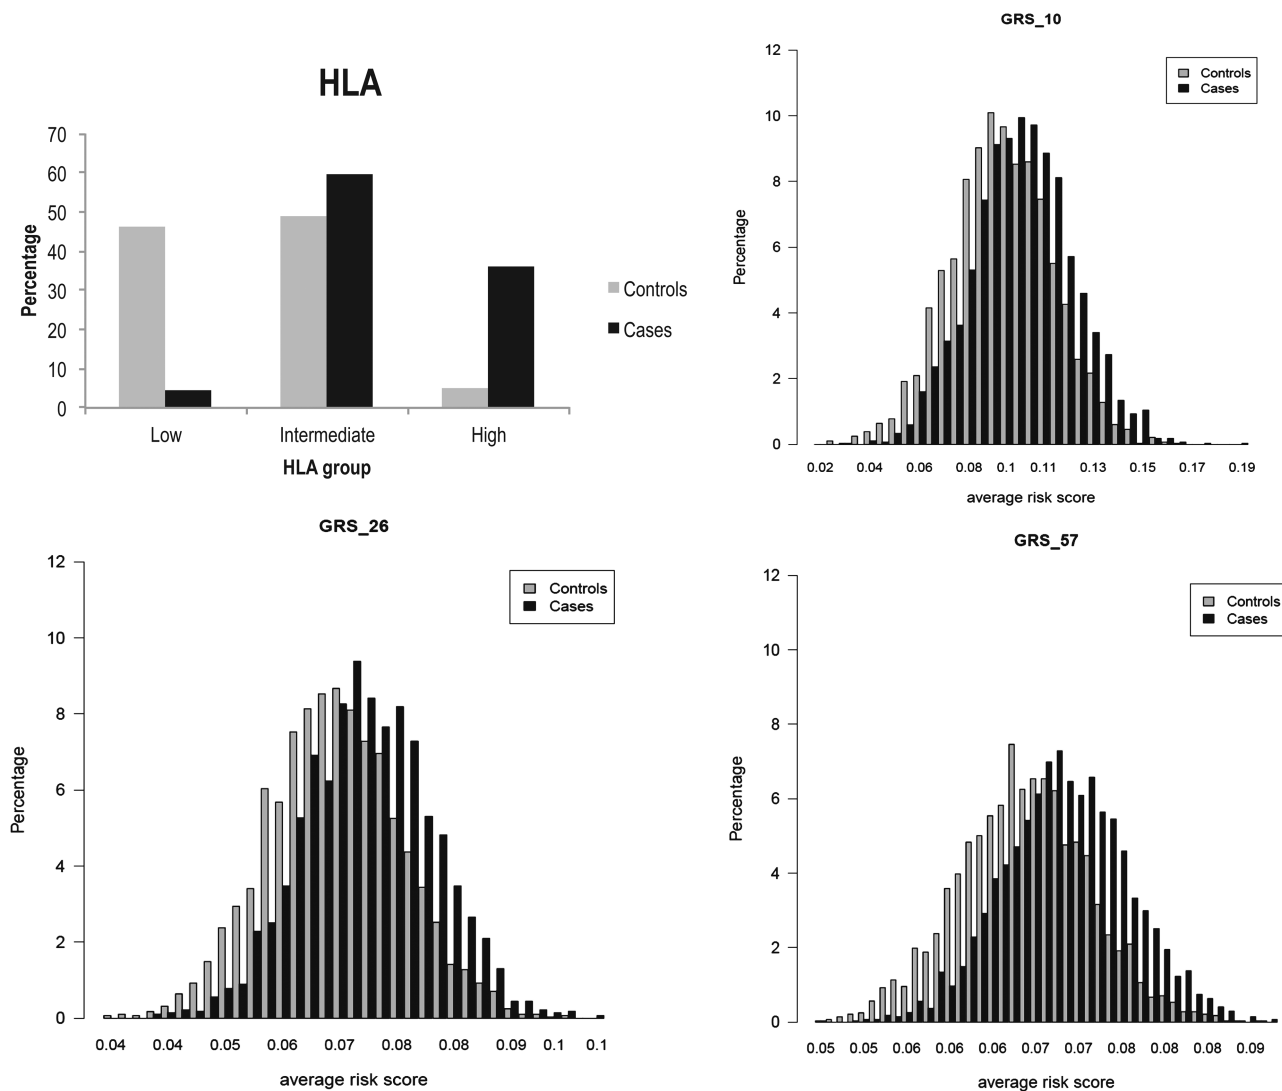 HLA
70
60
50
40
30
20
10
0
Percentage
Low Intermediate High
HLA group
Controls
Cases
GRS_10
12
10
8
6
4
2
0
Percentage
Controls
Cases
0.02 0.04 0.06 0.08 0.1 0.11 0.13 0.15 0.17 0.19
average risk score
GRS_26
12
10
8
6
4
2
0
Percentage
Controls
Cases
0.04 0.04 0.05 0.06 0.07 0.08 0.08 0.09 0.1 0.1
average risk score
GRS_57
12
10
8
6
4
2
0
Percentage
Controls
Cases
0.05 0.05 0.06 0.06 0.06 0.07 0.07 0.08 0.08 0.08 0.09
average risk score